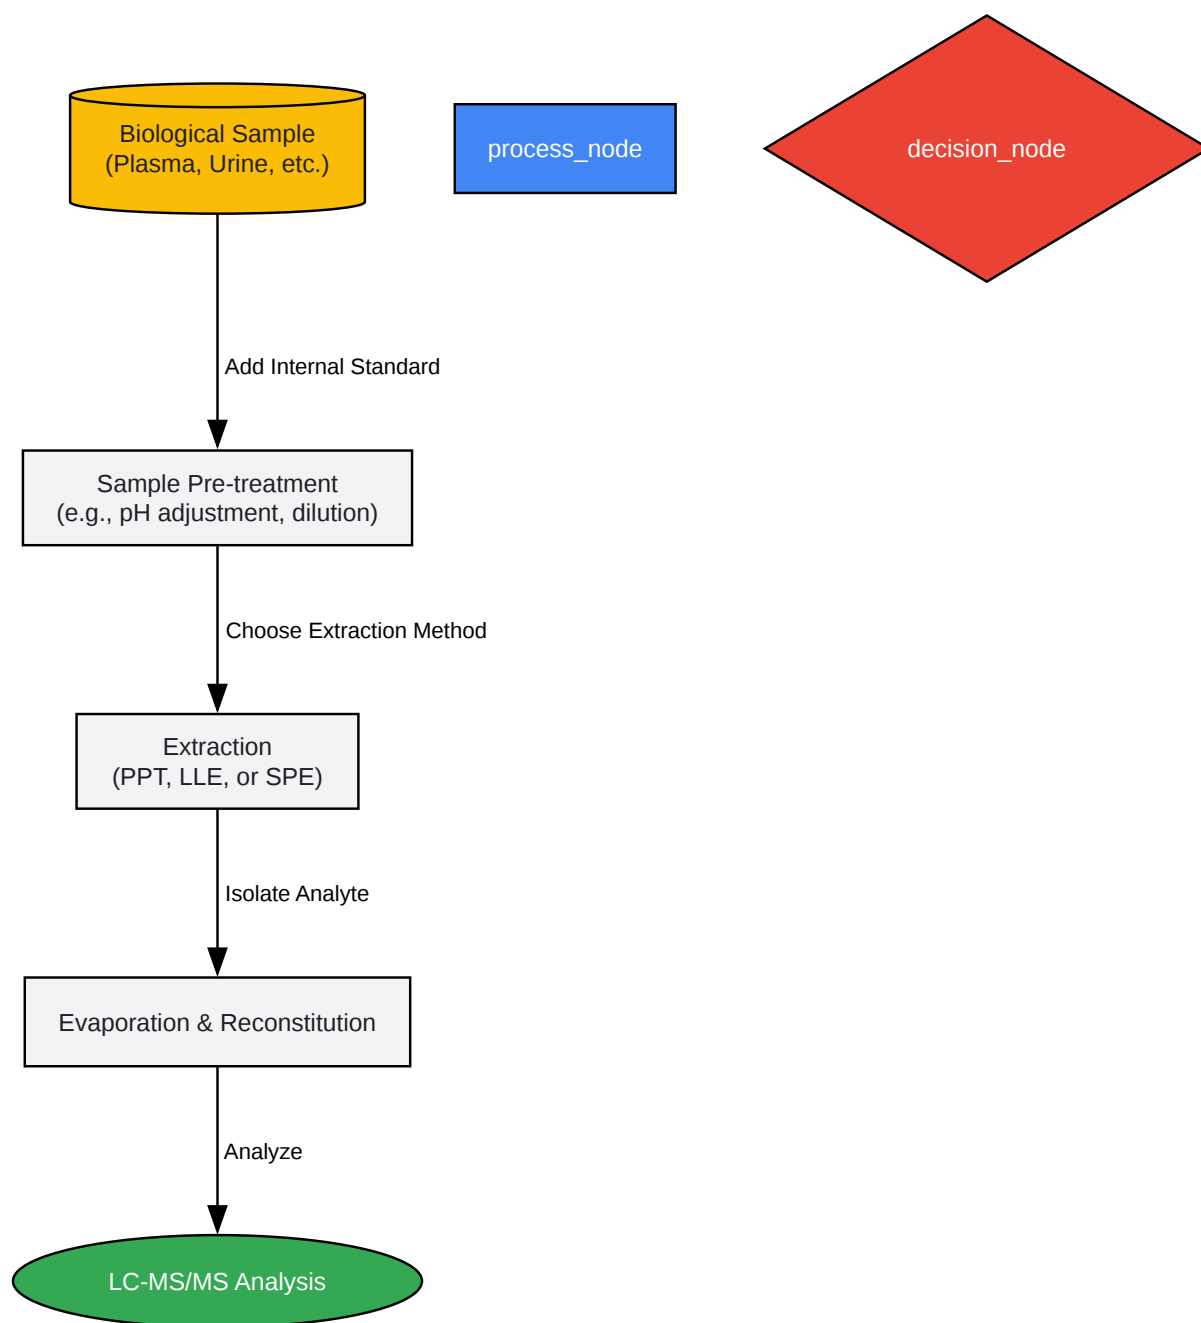 Biological Sample
(Plasma, Urine, etc.)
process_node
decision_node
Add Internal Standard
Sample Pre-treatment
(e.g., pH adjustment, dilution)
Choose Extraction Method
Extraction
(PPT, LLE, or SPE)
Isolate Analyte
Evaporation & Reconstitution
Analyze
LC-MS/MS Analysis